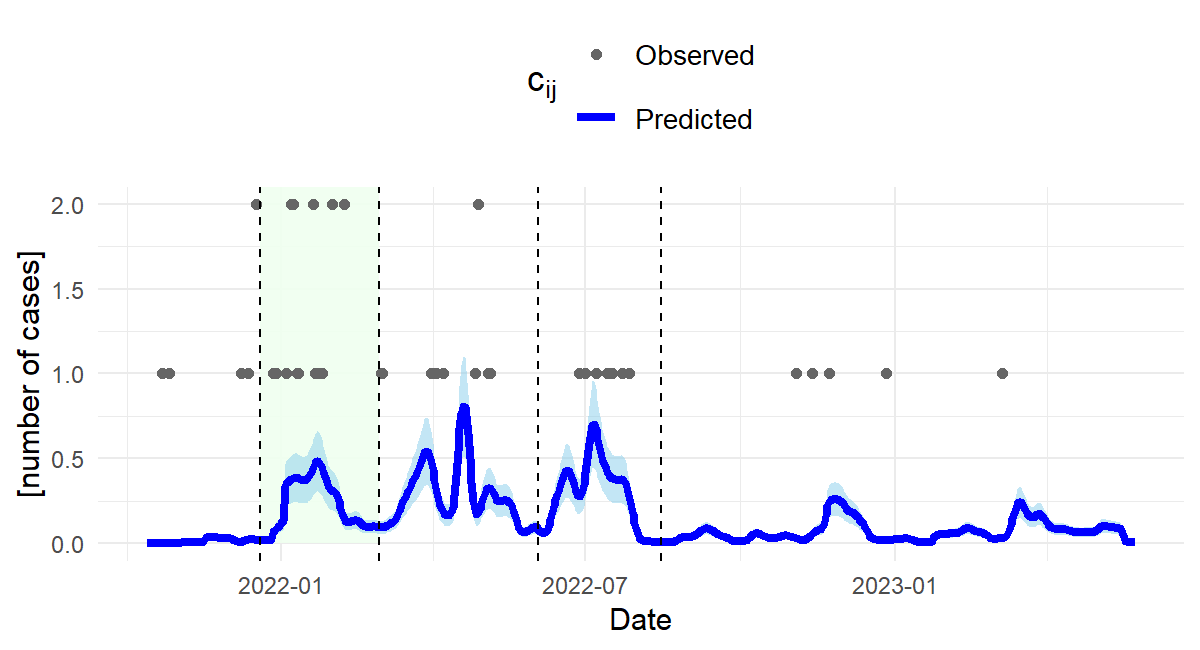 Observed
c_ij
Predicted
[number of cases]
2.0
1.5
1.0
0.5
0.0
2022-01 2022-07 2023-01
Date